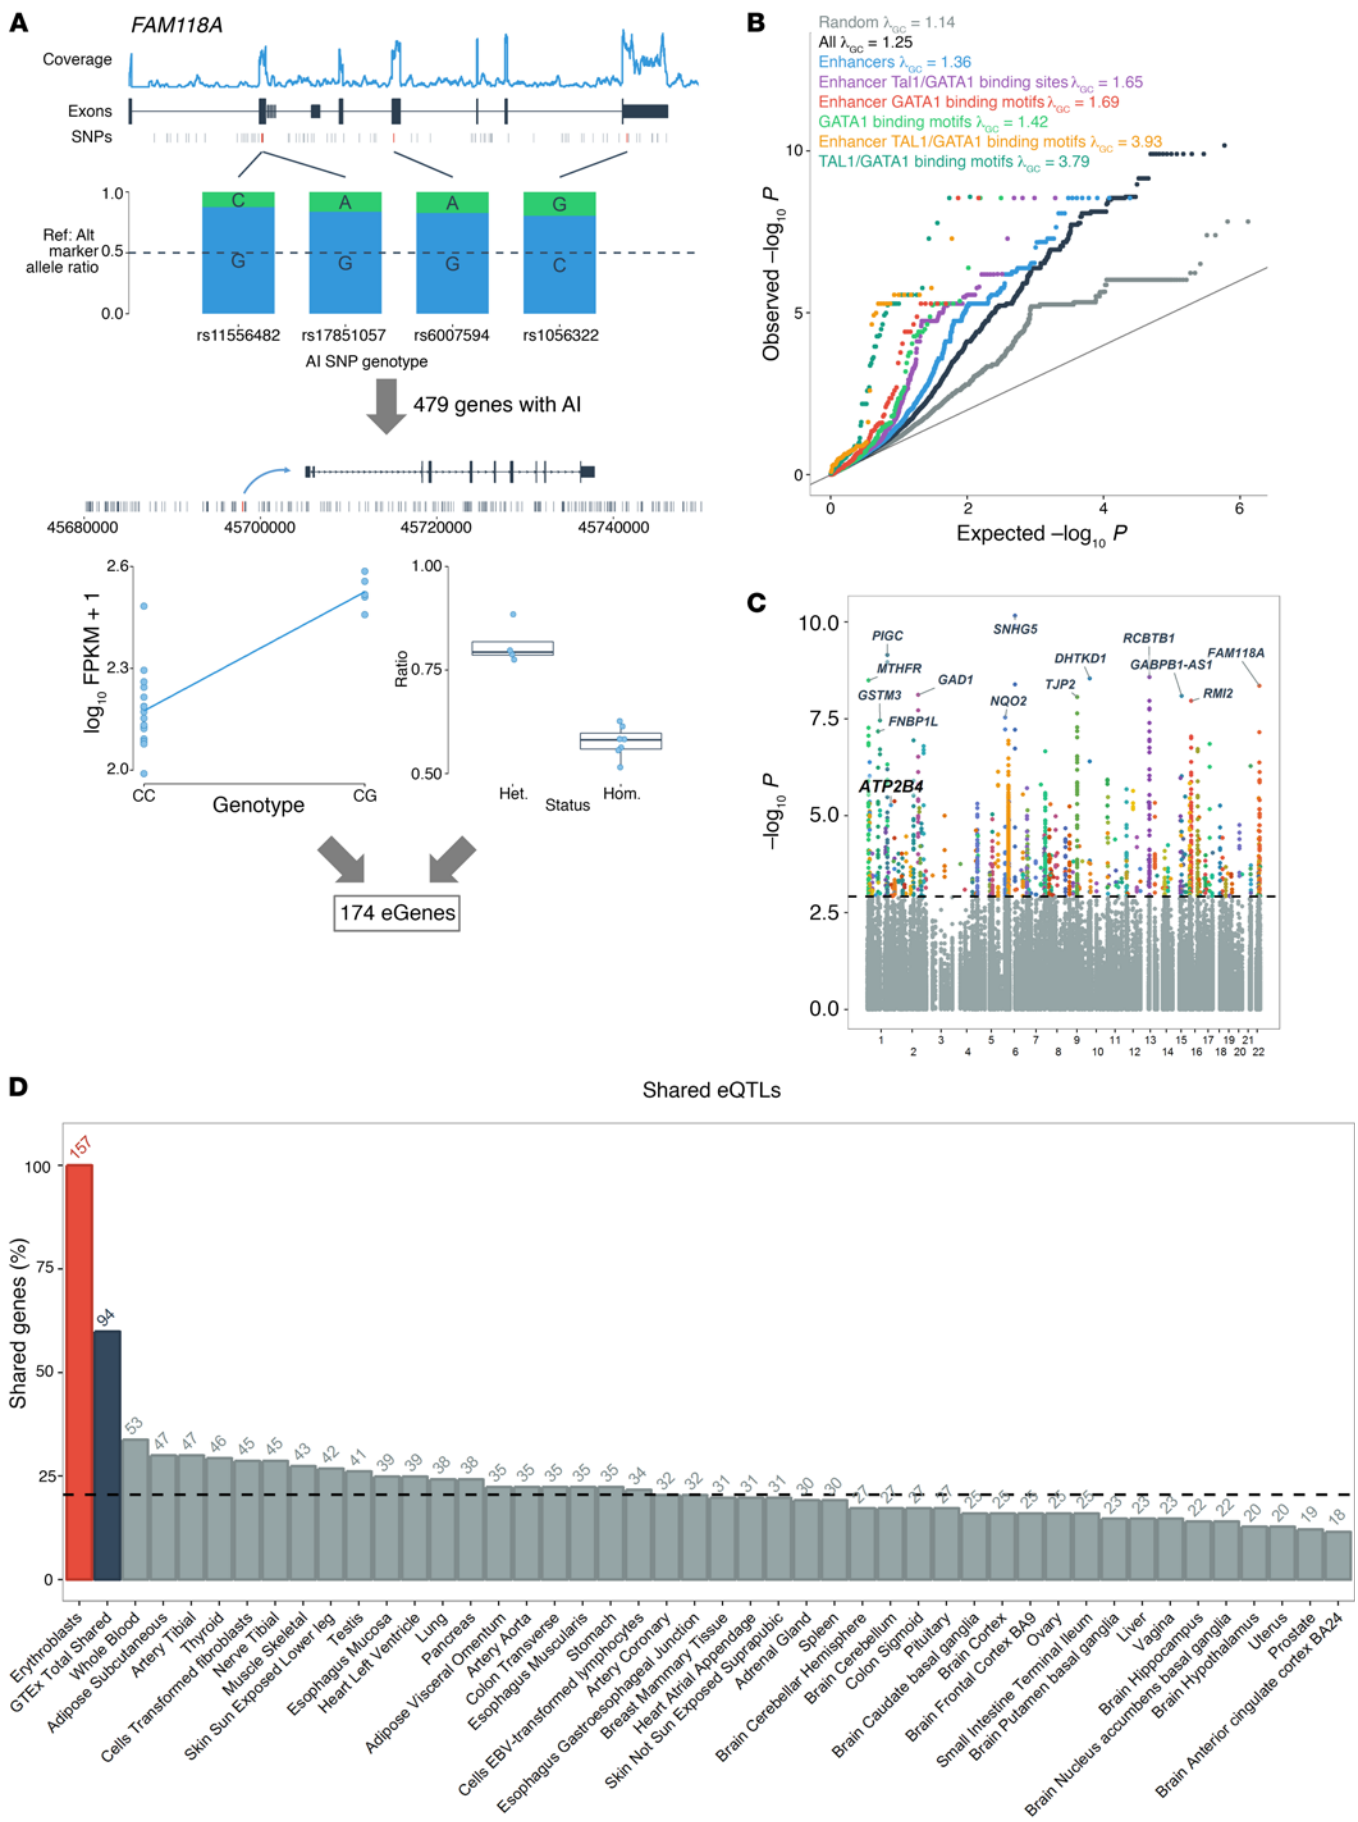 A
FAM118A
Coverage
Exons
SNPs
1.0
0.5
0.0
Ref: Alt
marker
allele ratio
C
A
A
G
G
G
G
C
rs11556482
rs17851057
rs6007594
rs1056322
AI SNP genotype
479 genes with AI
45680000
45700000
45720000
45740000
2.6
2.3
2.0
log10 FPKM + 1
CC
CG
Genotype
1.00
0.75
0.50
Ratio
Het.
Hom.
Status
174 eGenes
B
Random λGC = 1.14
All λGC = 1.25
Enhancers λGC = 1.36
Enhancer Tal1/GATA1 binding sites λGC = 1.65
Enhancer GATA1 binding motifs λGC = 1.69
GATA1 binding motifs λGC = 1.42
Enhancer TAL1/GATA1 binding motifs λGC = 3.93
TAL1/GATA1 binding motifs λGC = 3.79
10
5
0
Observed –log10 P
0
2
4
6
Expected –log10 P
C
10.0
7.5
5.0
2.5
0.0
–log10 P
PIGC
MTHFR
GSTM3
FNBP1L
GAD1
ATP2B4
SNHG5
NQO2
DHTKD1
TJP2
RCBTB1
GABPB1-AS1
RMI2
FAM118A
1
2
3
4
5
6
7
8
9
10
11
12
13
14
15
16
17
18
19
20
21
22
D
Shared eQTLs
100
75
50
25
0
Shared genes (%)
157
94
53
47
47
46
45
45
43
42
41
39
39
38
38
35
35
35
35
35
34
32
32
31
31
31
30
30
27
27
27
27
25
25
25
25
25
23
23
23
22
22
20
20
19
18
Erythroblasts
GTEx Total Shared
Whole Blood
Adipose Subcutaneous
Artery Tibial
Thyroid
Cells Transformed fibroblasts
Nerve Tibial
Muscle Skeletal
Skin Sun Exposed Lower leg
Testis
Esophagus Mucosa
Heart Left Ventricle
Lung
Pancreas
Adipose Visceral Omentum
Artery Aorta
Colon Transverse
Esophagus Muscularis
Stomach
Cells EBV-transformed lymphocytes
Artery Coronary
Esophagus Gastroesophageal Junction
Breast Mammary Tissue
Heart Atrial Appendage
Skin Not Sun Exposed Suprapubic
Adrenal Gland
Spleen
Brain Cerebellar Hemisphere
Brain Cerebellum
Colon Sigmoid
Pituitary
Brain Caudate basal ganglia
Brain Cortex
Brain Frontal Cortex BA9
Ovary
Small Intestine Terminal Ileum
Brain Putamen basal ganglia
Liver
Vagina
Brain Hippocampus
Brain Nucleus accumbens basal ganglia
Brain Hypothalamus
Uterus
Prostate
Brain Anterior cingulate cortex BA24